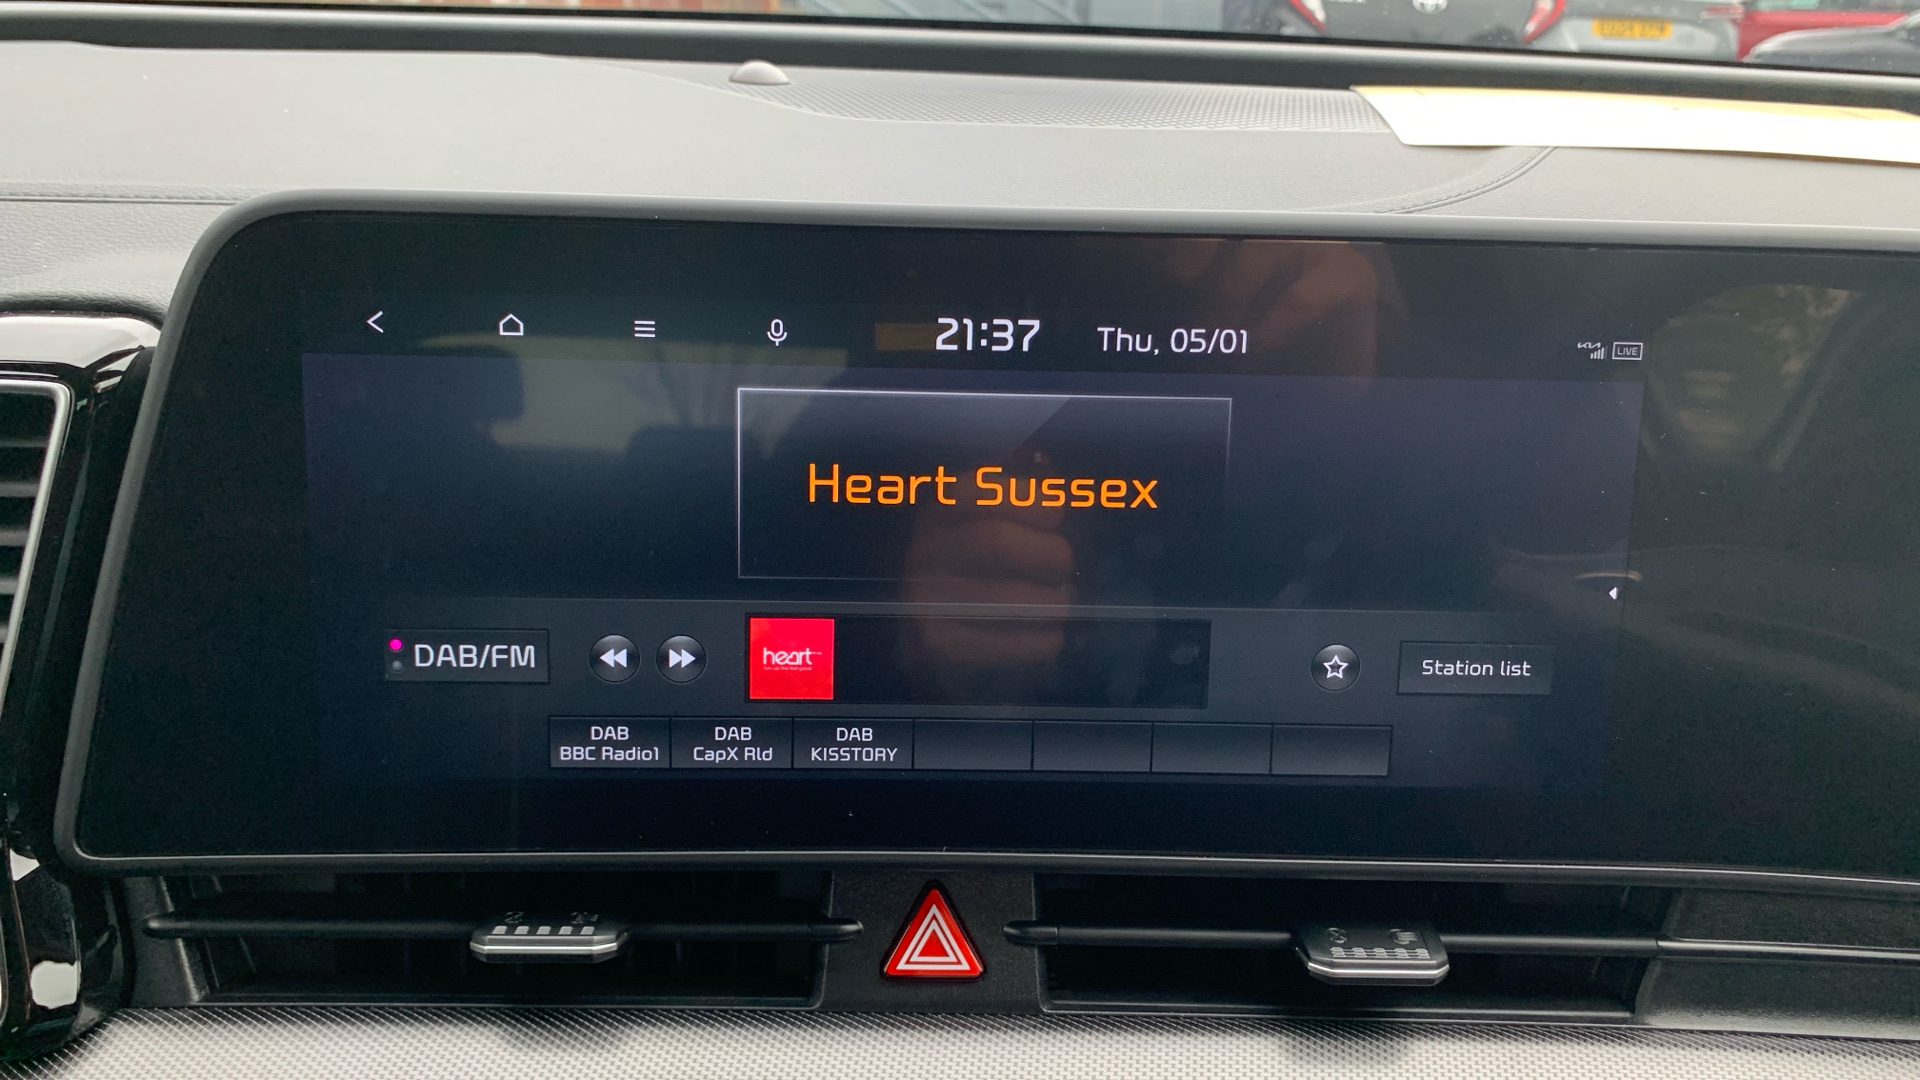 21:37
Thu, 05/01
LIVE
Heart Sussex
DAB/FM
heart
Station list
DAB
BBC Radio1
DAB
CapX Rld
DAB
KISSTORY